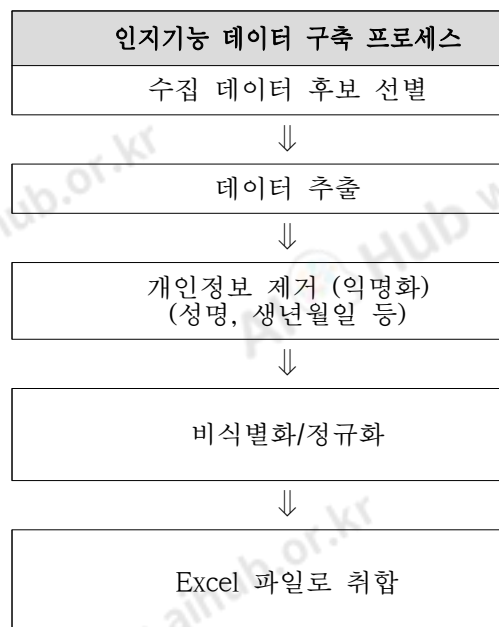 인지기능 데이터 구축 프로세스
수집 데이터 후보 선별
⇓
데이터 추출
⇓
개인정보 제거 (익명화)
(성명, 생년월일 등)
⇓
비식별화/정규화
⇓
Excel 파일로 취합